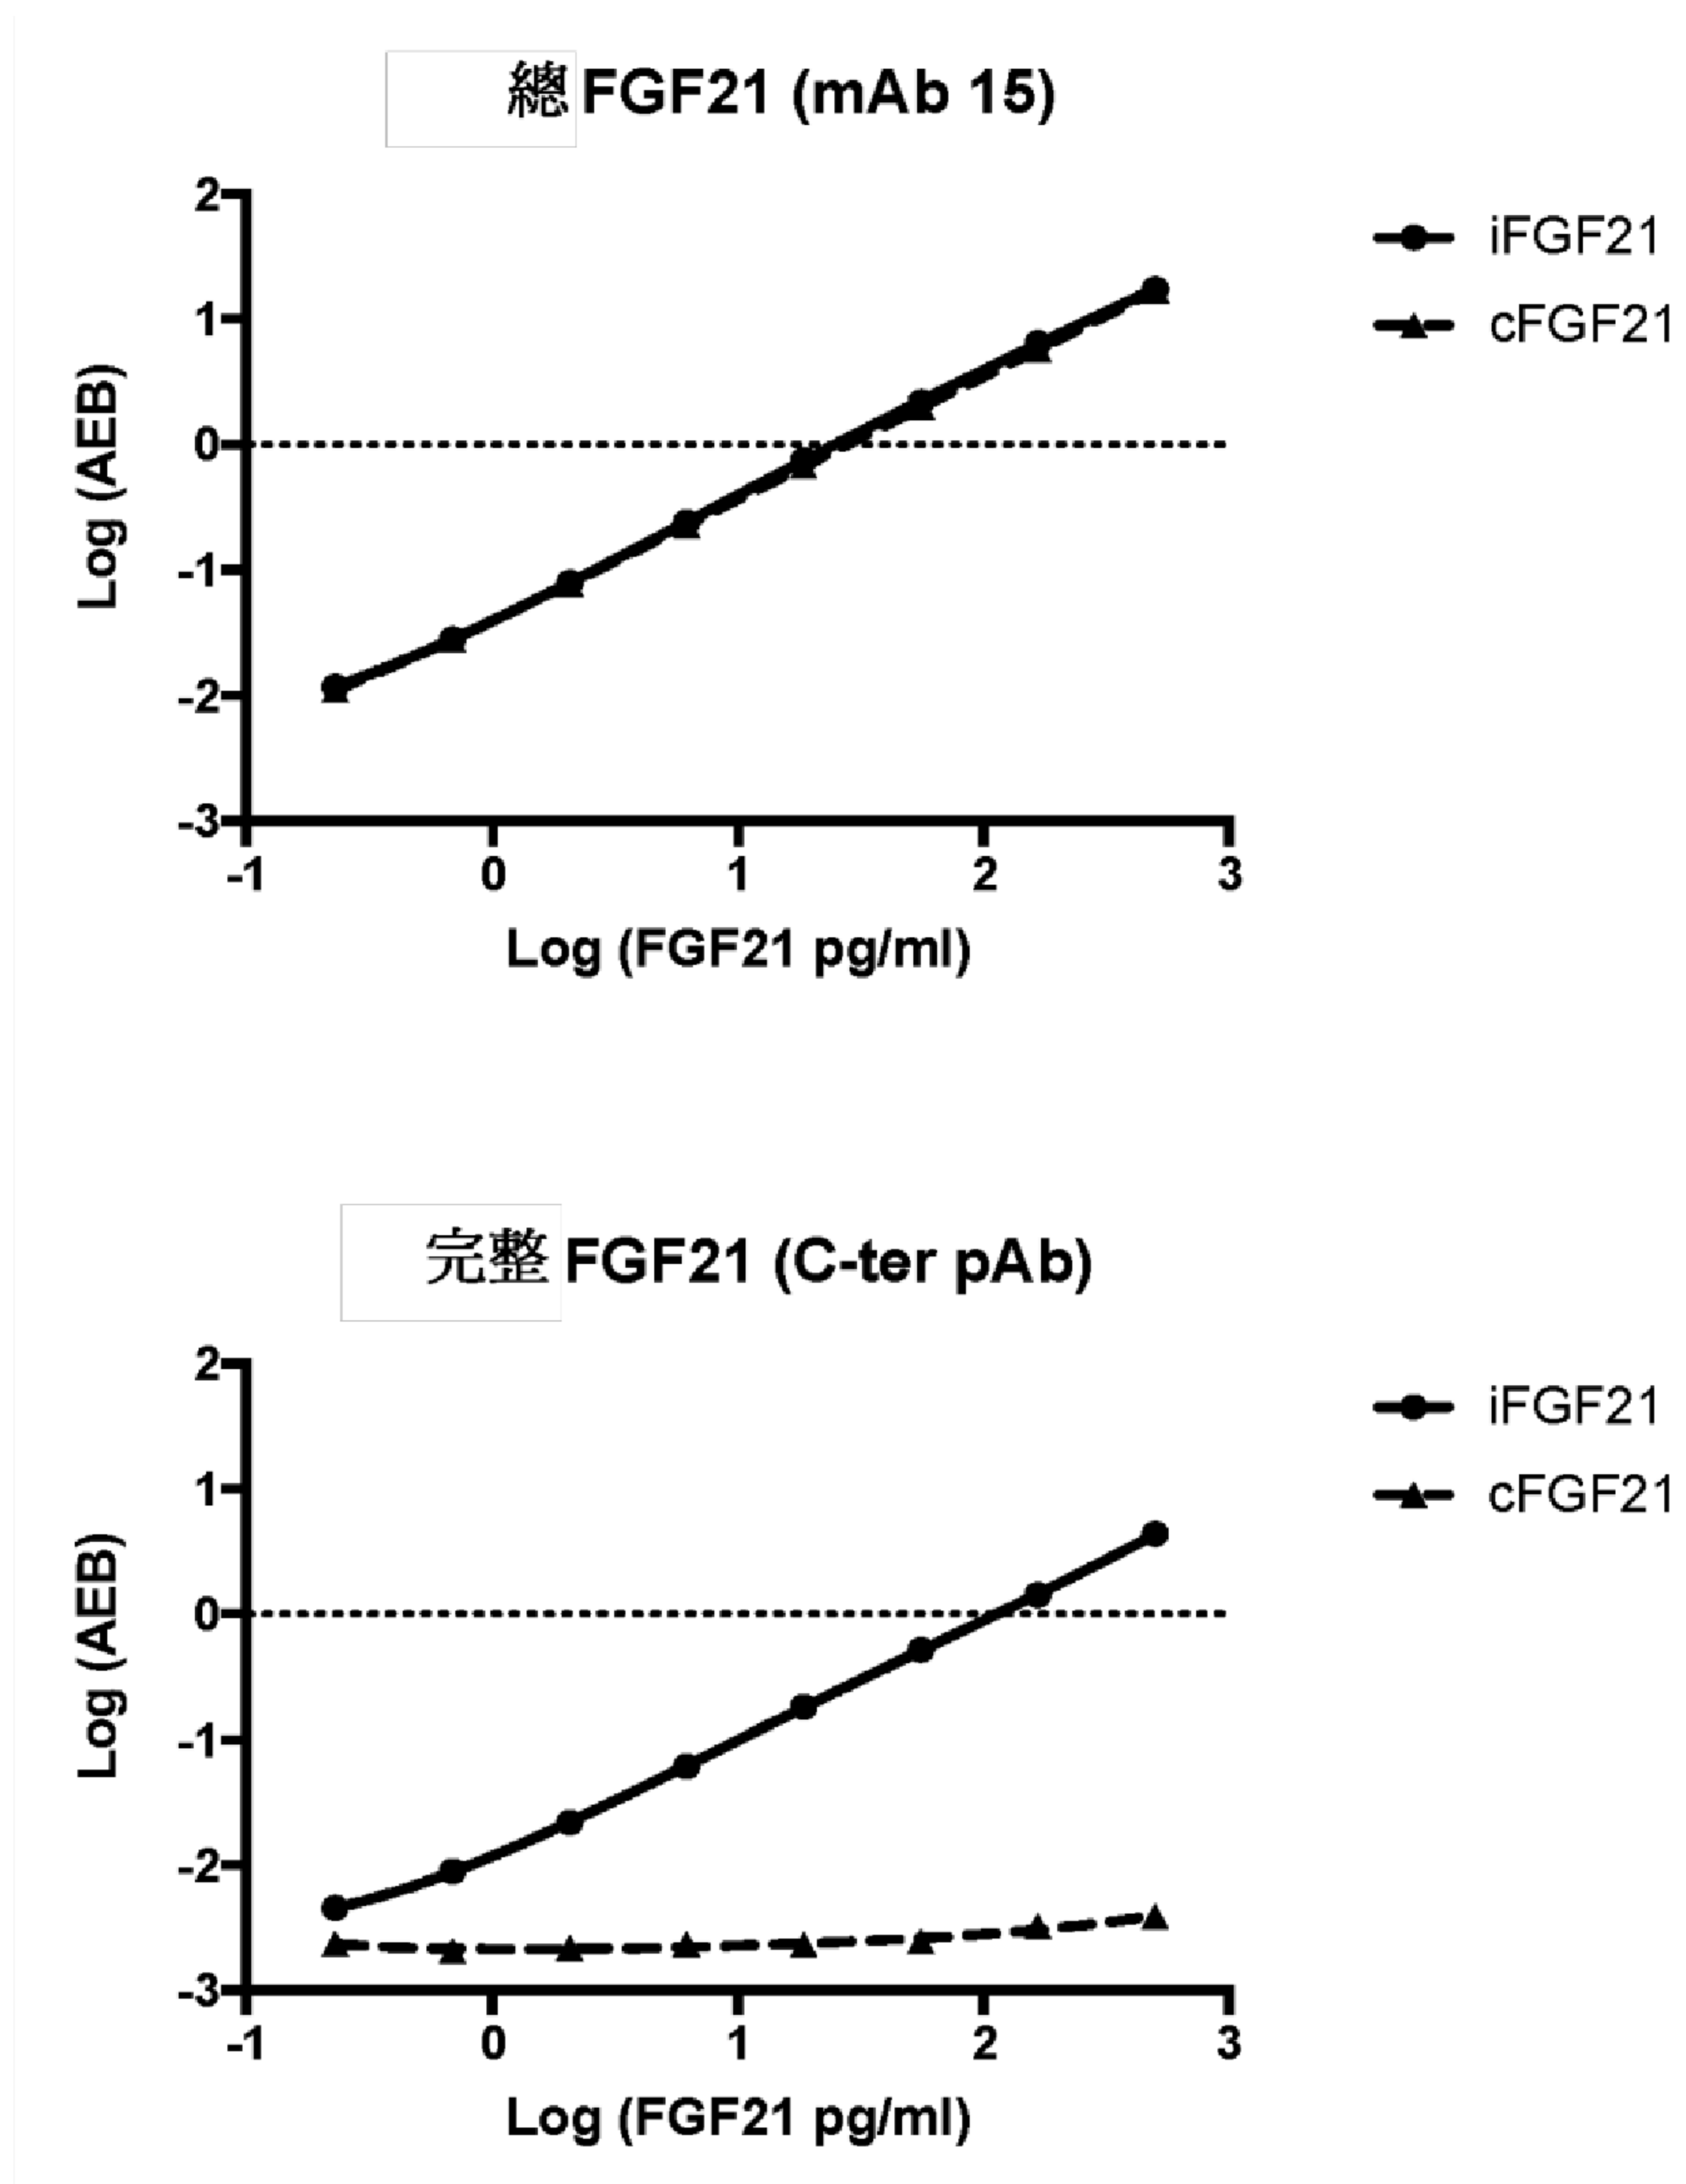 總 FGF21 (mAb 15)
2
1
0
-1
-2
-3
Log (AEB)
-1 0 1 2 3
Log (FGF21 pg/ml)
iFGF21
cFGF21
完整 FGF21 (C-ter pAb)
2
1
0
-1
-2
-3
Log (AEB)
-1 0 1 2 3
Log (FGF21 pg/ml)
iFGF21
cFGF21